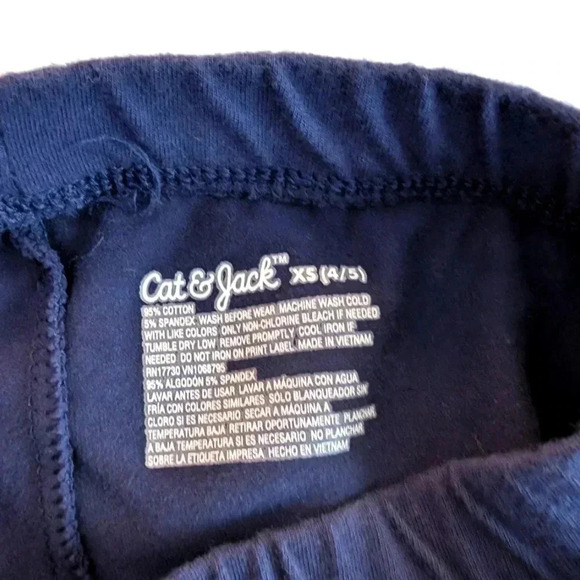 Cat & Jack™ XS (4/5)
95% COTTON
5% SPANDEX WASH BEFORE WEAR MACHINE WASH COLD
WITH LIKE COLORS ONLY NON-CHLORINE BLEACH IF NEEDED
TUMBLE DRY LOW REMOVE PROMPTLY COOL IRON IF
NEEDED DO NOT IRON ON PRINT LABEL MADE IN VIETNAM
RN17730 VN1068795
95% ALGODÓN 5% SPANDEX
LAVAR ANTES DE USAR LAVAR A MÁQUINA CON AGUA
FRÍA CON COLORES SIMILARES SÓLO BLANQUEADOR SIN
CLORO SI ES NECESARIO SECAR A MÁQUINA A
TEMPERATURA BAJA RETIRAR OPORTUNAMENTE PLANCHAR
A BAJA TEMPERATURA SI ES NECESARIO NO PLANCHAR
SOBRE LA ETIQUETA IMPRESA HECHO EN VIETNAM